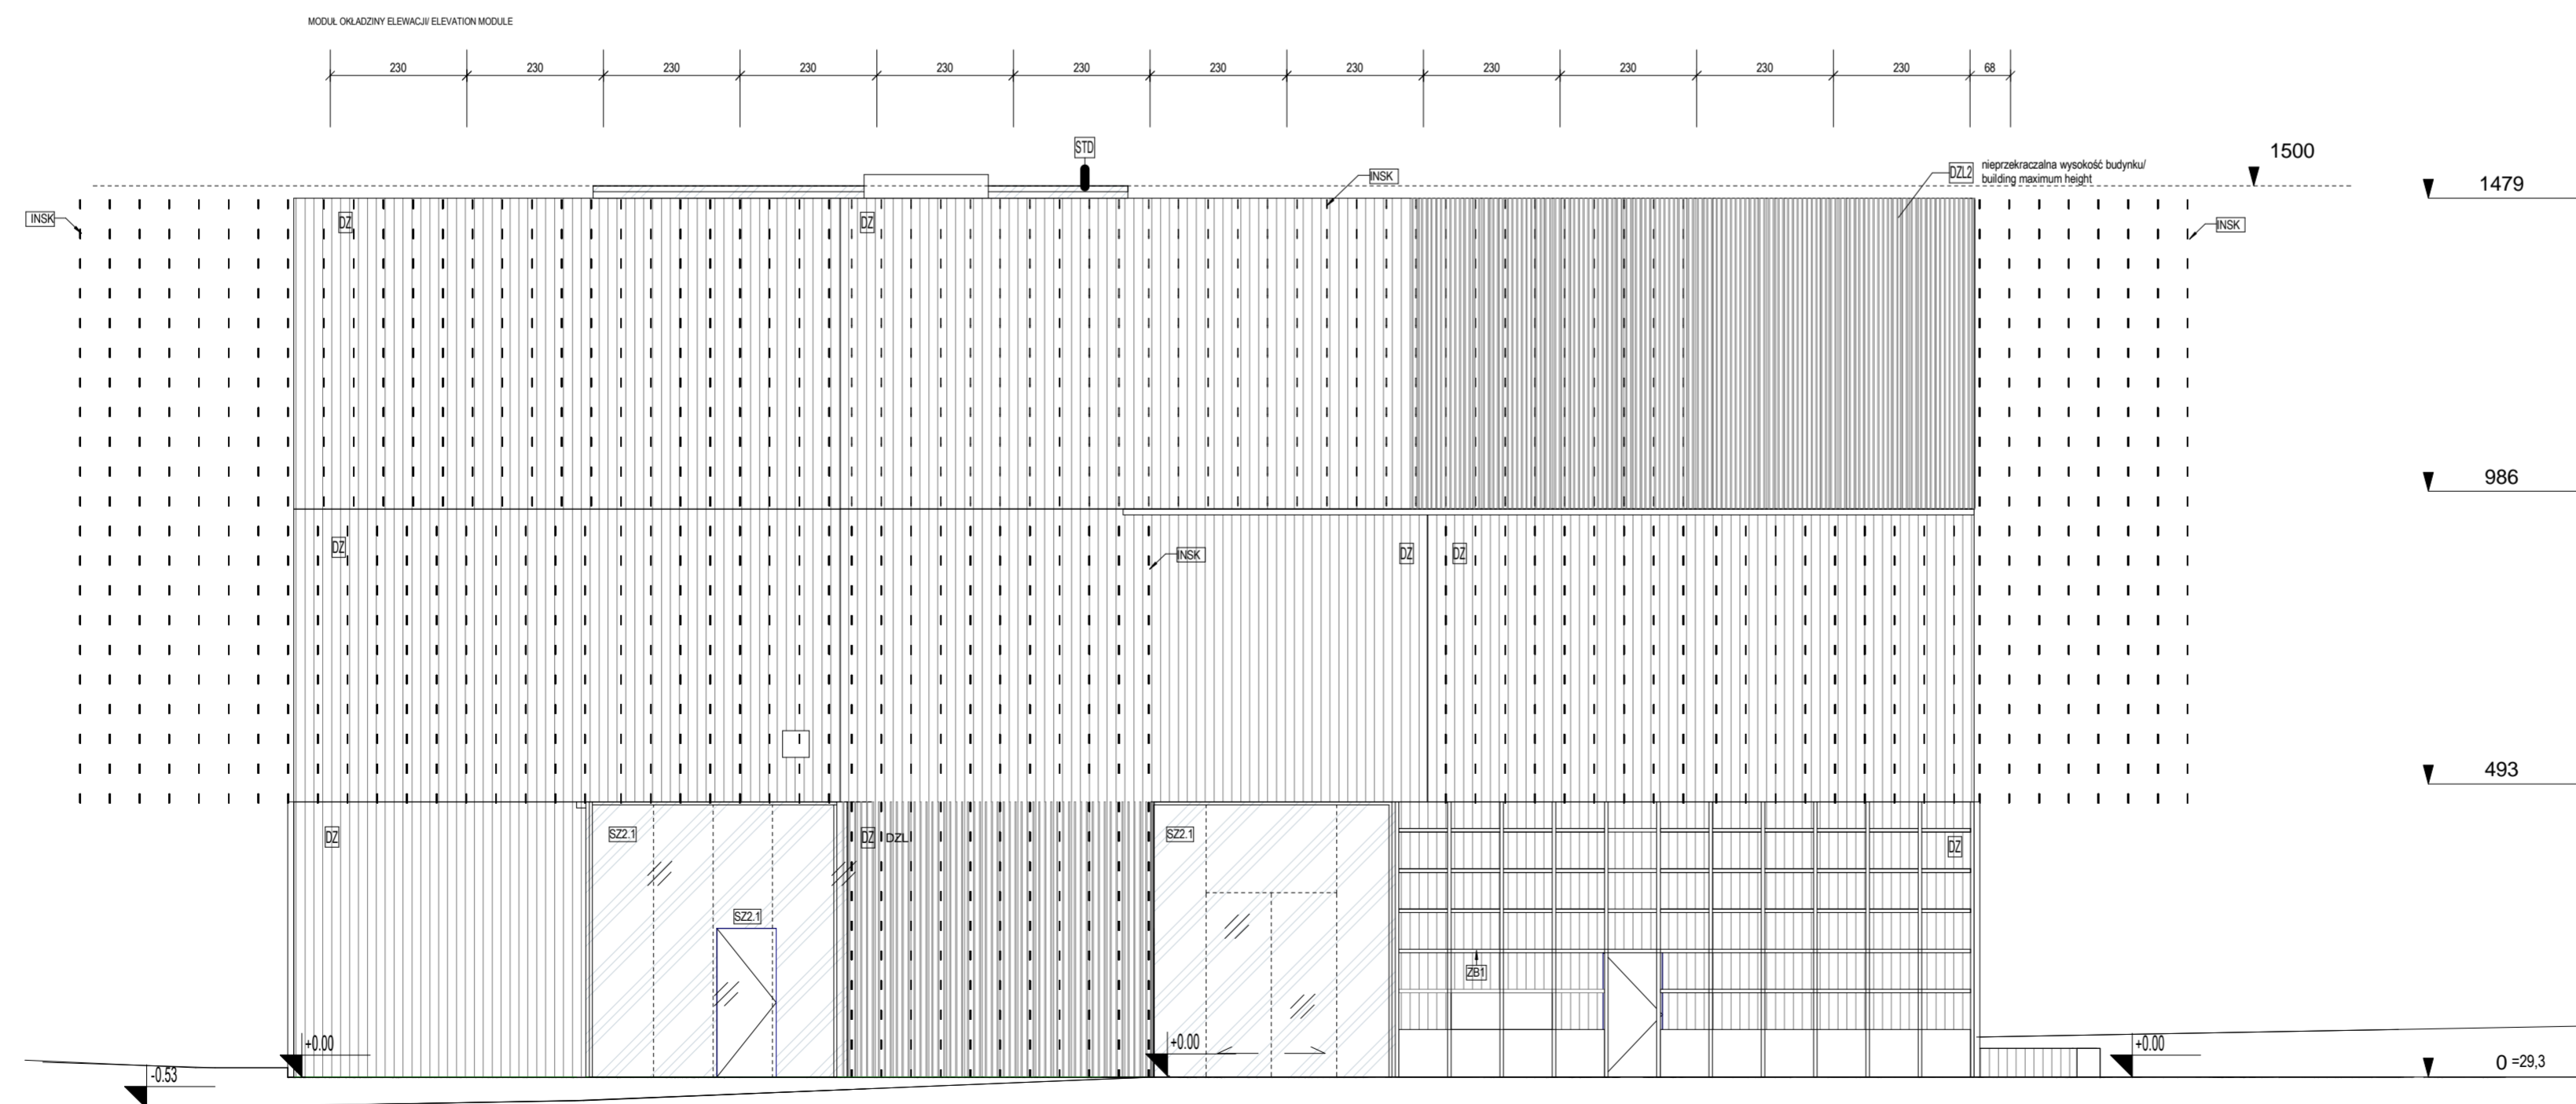 MODUŁ OKŁADZINY ELEWACJI/ ELEVATION MODULE
230 230 230 230 230 230 230 230 230 230 230 230 68
STD
1500
nieprzekraczalna wysokość budynku/
building maximum height
DZL2
INSK
1479
INSK
DZ
DZ
INSK
986
DZ
INSK
DZ
DZ
493
DZ
SZ2.1
DZ
DZL
SZ2.1
DZ
SZ2.1
ZB1
+0.00
+0.00
+0.00
-0.53
0 =29,3